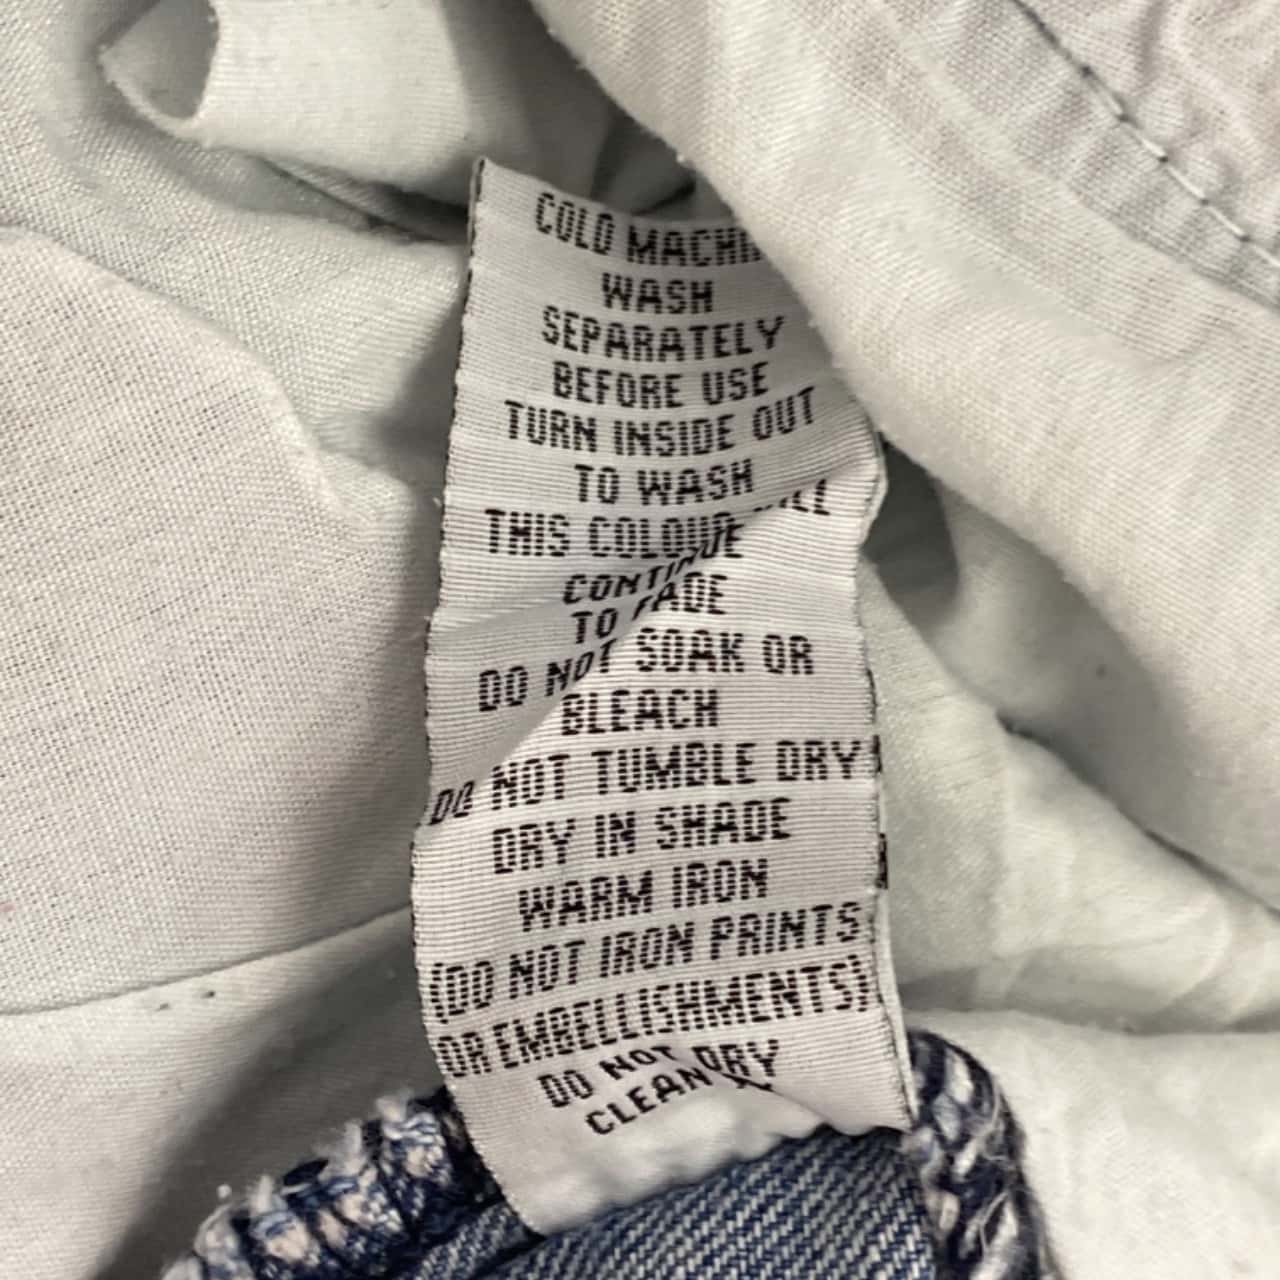 COLD MACHINE
WASH
SEPARATELY
BEFORE USE
TURN INSIDE OUT
TO WASH
THIS COLOUR WILL
CONTINUE
TO FADE
DO NOT SOAK OR
BLEACH
DO NOT TUMBLE DRY
DRY IN SHADE
WARM IRON
(DO NOT IRON PRINTS
OR EMBELLISHMENTS)
DO NOT DRY
CLEAN